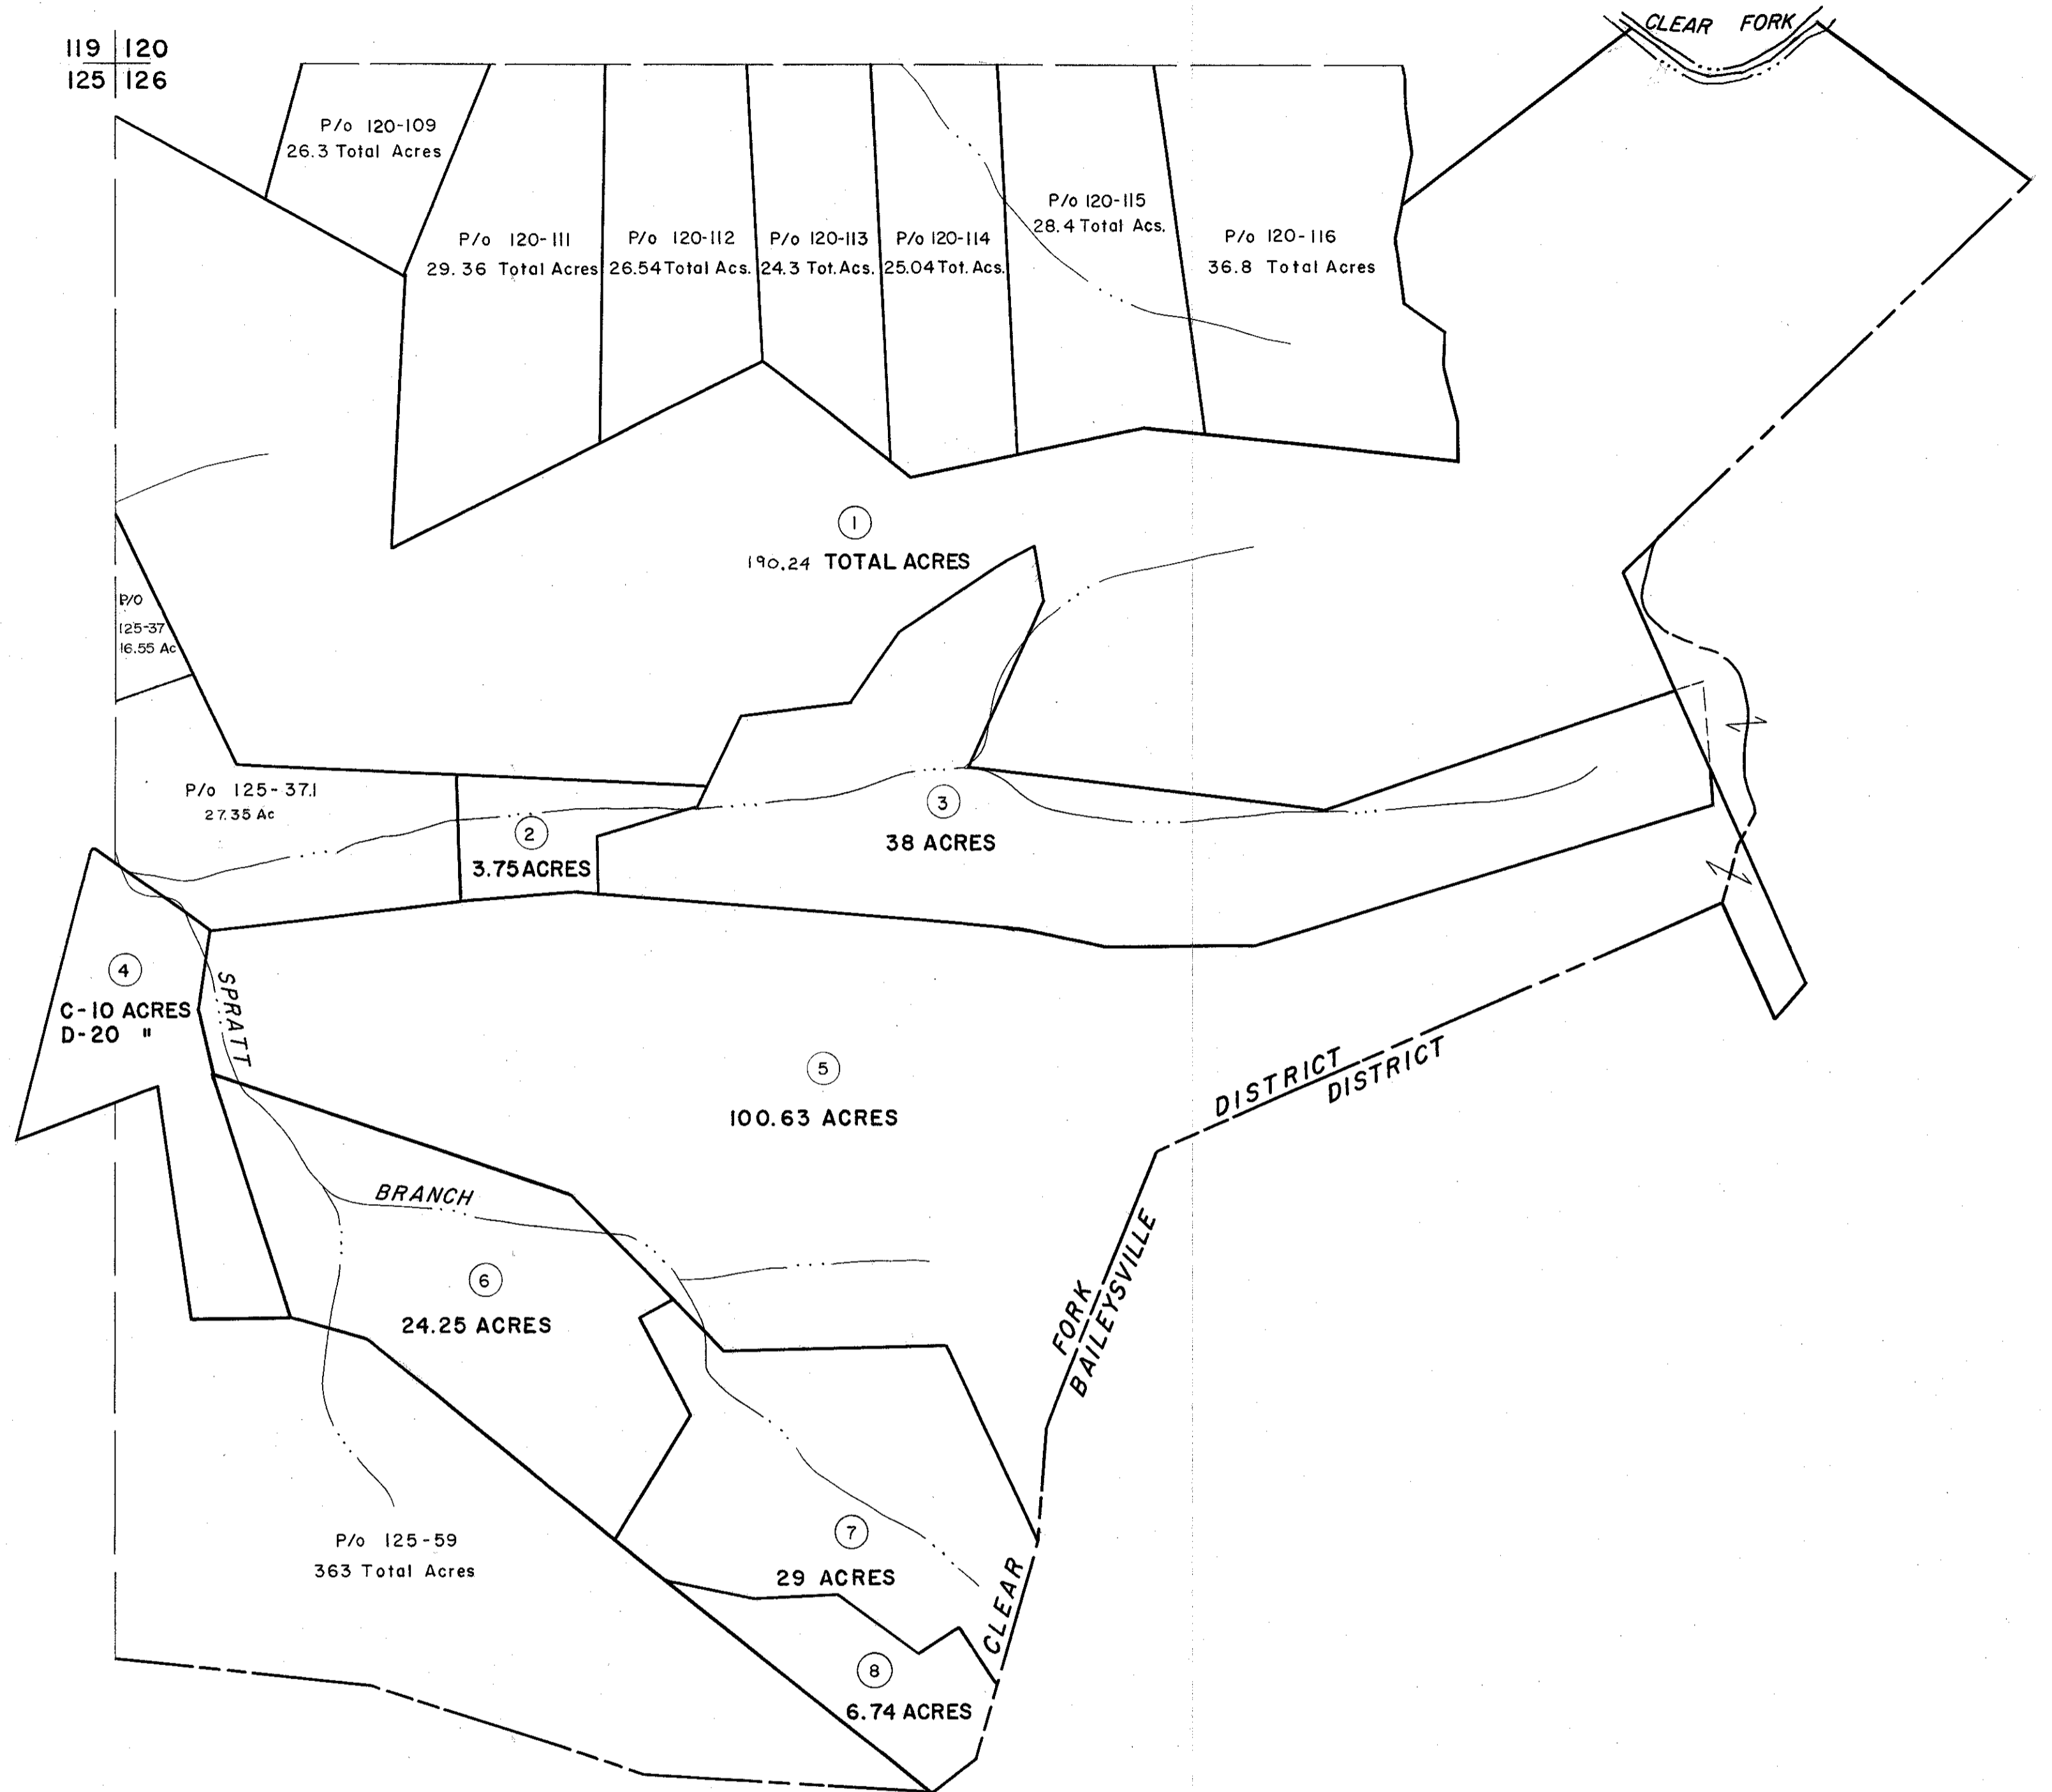 CLEAR FORK
119 120
125 126
P/o 120-109
26.3 Total Acres
P/o 120-111
29.36 Total Acres
P/o 120-112
26.54 Total Acs.
P/o 120-113
24.3 Tot. Acs.
P/o 120-114
25.04 Tot. Acs.
P/o 120-115
28.4 Total Acs.
P/o 120-116
36.8 Total Acres
1
190.24 TOTAL ACRES
P/O
125-37
16.55 Ac
P/o 125-37.1
27.35 Ac
2
3.75 ACRES
3
38 ACRES
4
C-10 ACRES
D-20 "
SPRATT
BRANCH
5
100.63 ACRES
DISTRICT
DISTRICT
FORK
BAILEYSVILLE
CLEAR
6
24.25 ACRES
P/o 125-59
363 Total Acres
7
29 ACRES
8
6.74 ACRES